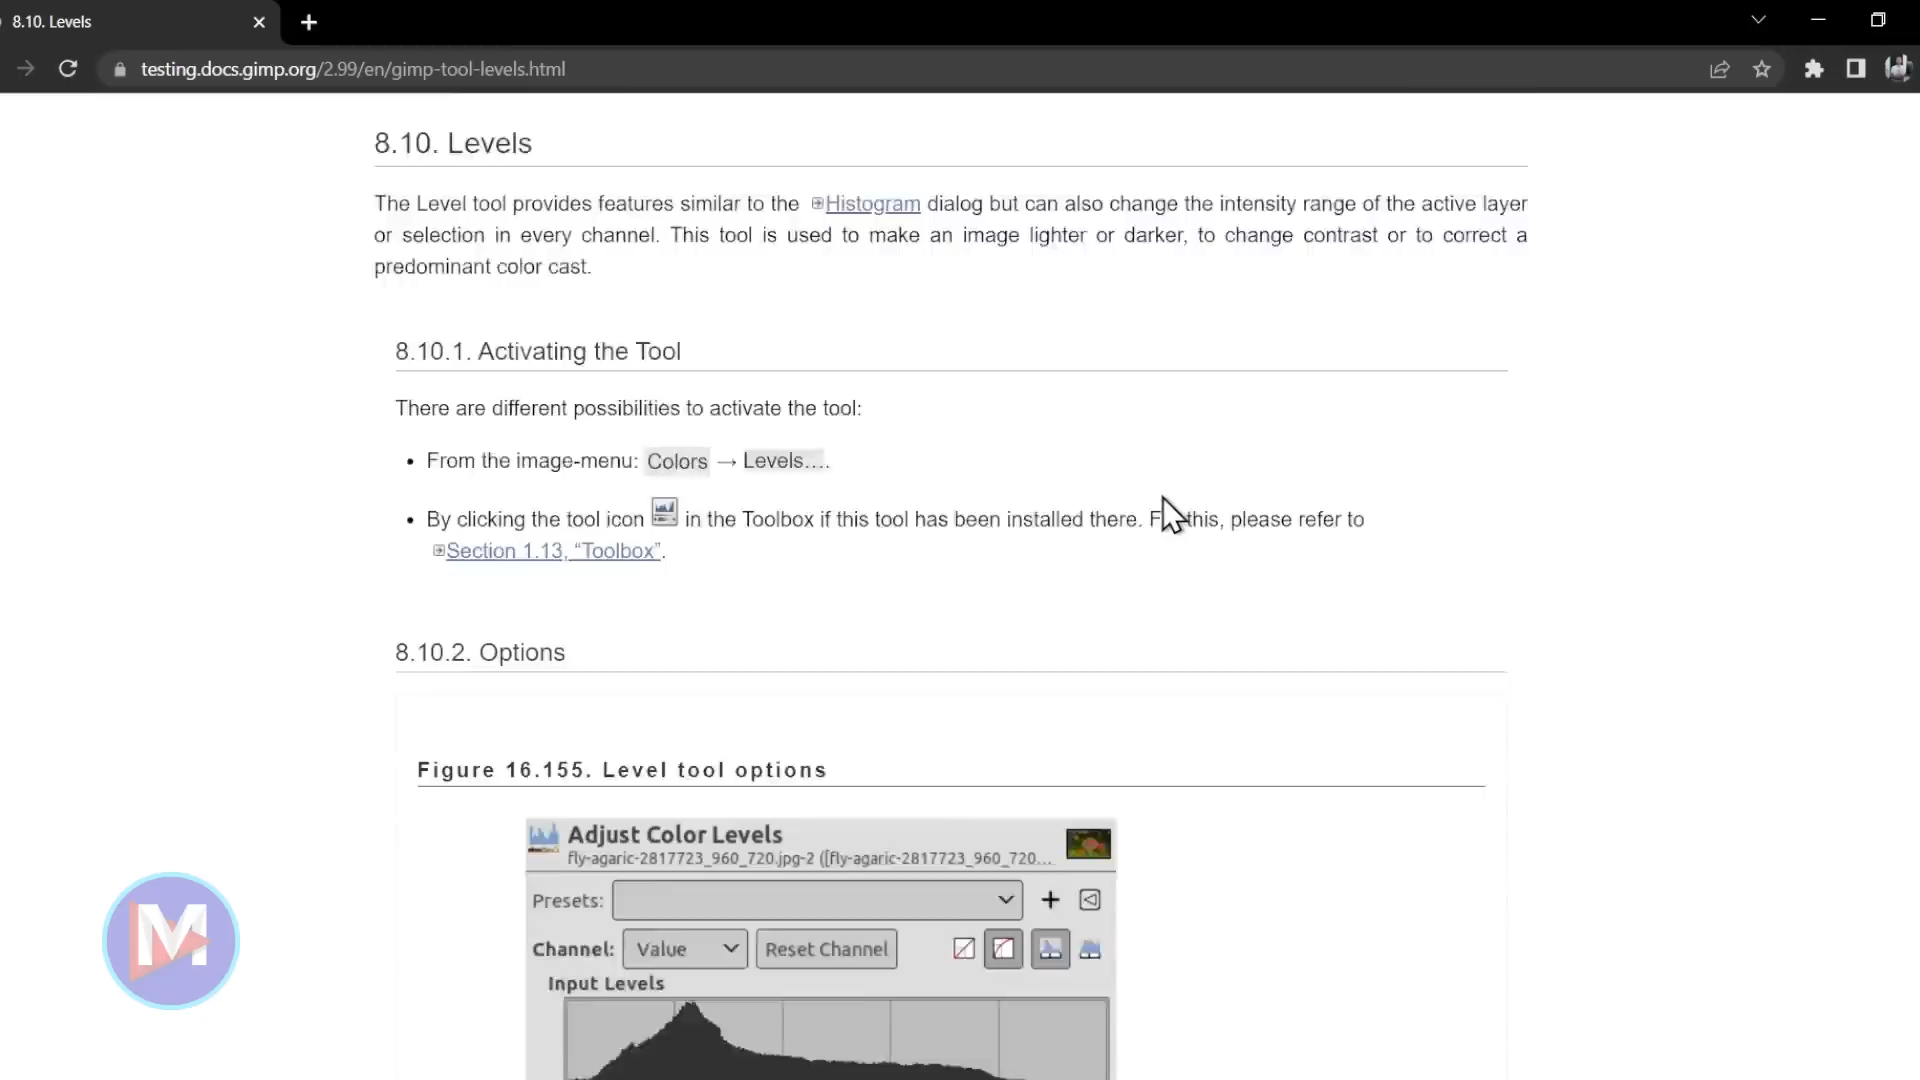 8.10. Levels
testing.docs.gimp.org/2.99/en/gimp-tool-levels.html
8.10. Levels
The Level tool provides features similar to the Histogram dialog but can also change the intensity range of the active layer
or selection in every channel. This tool is used to make an image lighter or darker, to change contrast or to correct a
predominant color cast.
8.10.1. Activating the Tool
There are different possibilities to activate the tool:
• From the image-menu: Colors → Levels….
• By clicking the tool icon in the Toolbox if this tool has been installed there. this, please refer to
Section 1.13, “Toolbox”.
8.10.2. Options
Figure 16.155. Level tool options
Adjust Color Levels
fly-agaric-2817723_960_720.jpg-2 ([fly-agaric-2817723_960_720...
Presets:
Channel: Value Reset Channel
Input Levels
M